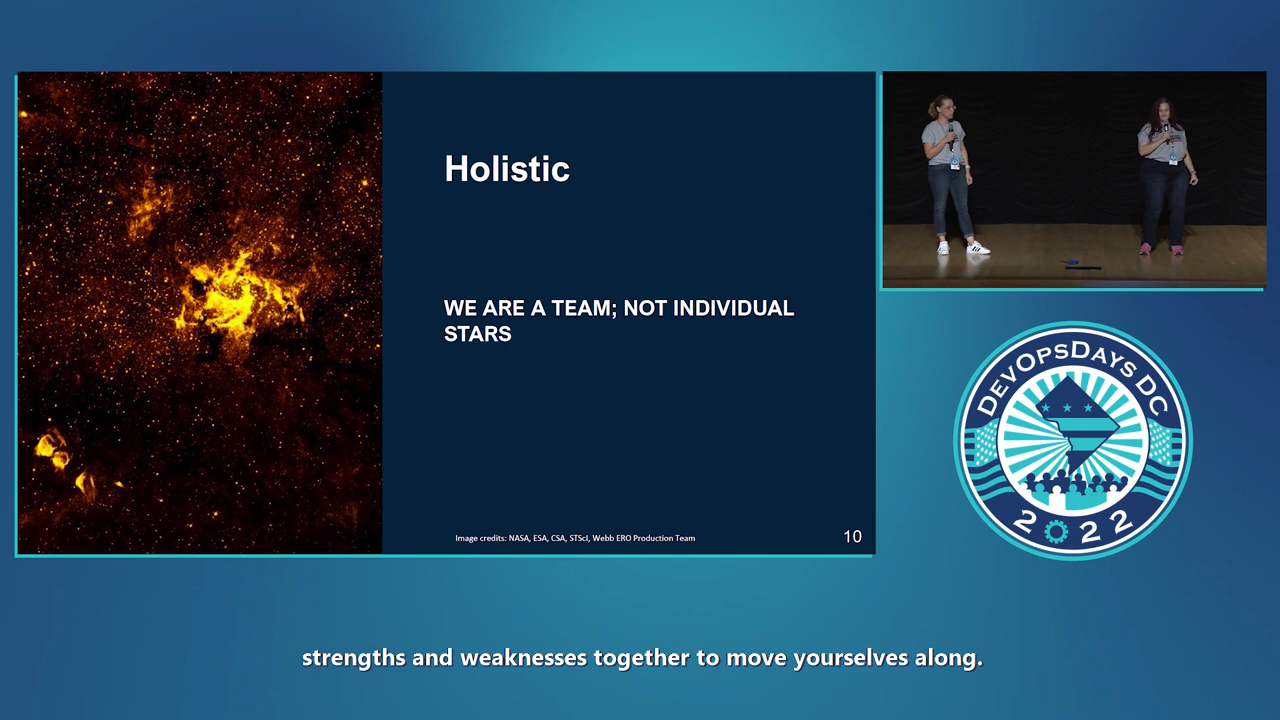 Holistic
WE ARE A TEAM; NOT INDIVIDUAL
STARS
Image credits: NASA, ESA, CSA, STScI, Webb ERO Production Team
10
DEVOPSDAYS DC
2022
strengths and weaknesses together to move yourselves along.